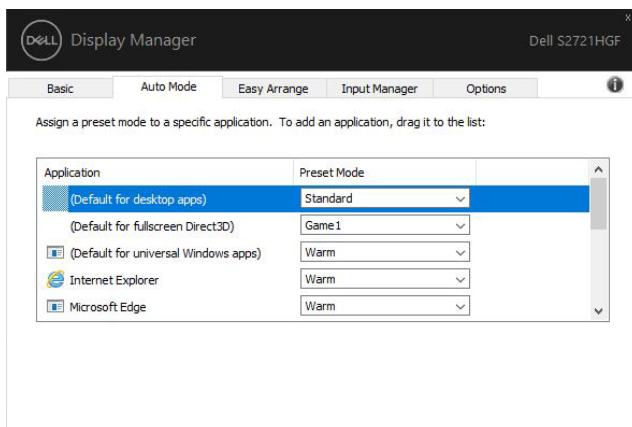 DELL Display Manager Dell S2721HGF
Basic Auto Mode Easy Arrange Input Manager Options
Assign a preset mode to a specific application. To add an application, drag it to the list:
Application Preset Mode
(Default for desktop apps) Standard
(Default for fullscreen Direct3D) Game1
(Default for universal Windows apps) Warm
Internet Explorer Warm
Microsoft Edge Warm